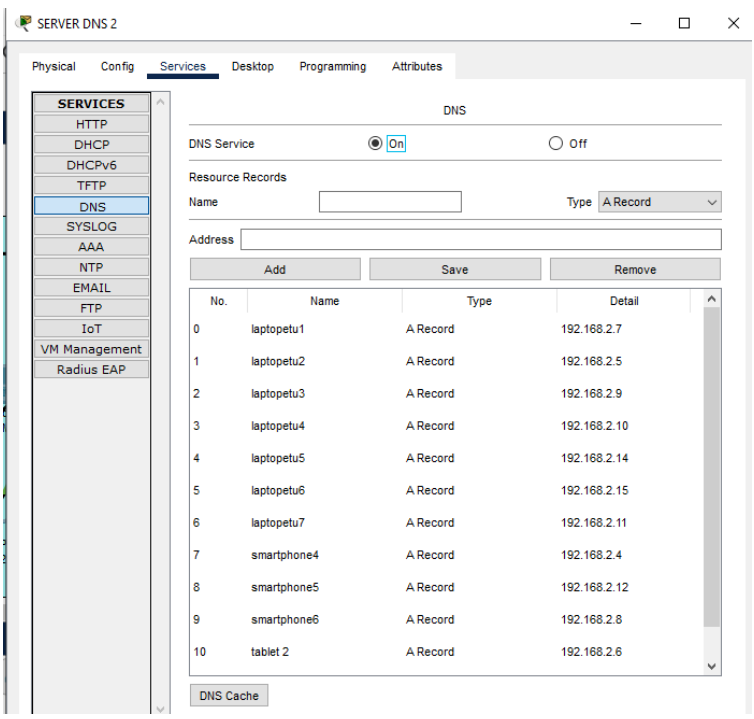 SERVER DNS 2
Physical Config Services Desktop Programming Attributes
SERVICES
HTTP
DHCP
DHCPv6
TFTP
DNS
SYSLOG
AAA
NTP
EMAIL
FTP
IoT
VM Management
Radius EAP
DNS
DNS Service On Off
Resource Records
Name Type A Record
Address
Add Save Remove
No. Name Type Detail
0 laptopetu1 A Record 192.168.2.7
1 laptopetu2 A Record 192.168.2.5
2 laptopetu3 A Record 192.168.2.9
3 laptopetu4 A Record 192.168.2.10
4 laptopetu5 A Record 192.168.2.14
5 laptopetu6 A Record 192.168.2.15
6 laptopetu7 A Record 192.168.2.11
7 smartphone4 A Record 192.168.2.4
8 smartphone5 A Record 192.168.2.12
9 smartphone6 A Record 192.168.2.8
10 tablet 2 A Record 192.168.2.6
DNS Cache